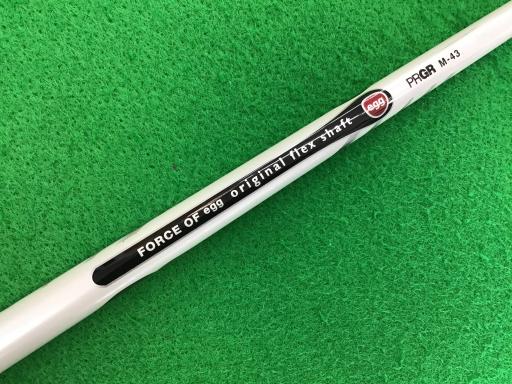 FORCE OF egg original flex shaft
egg
PRGR M-43